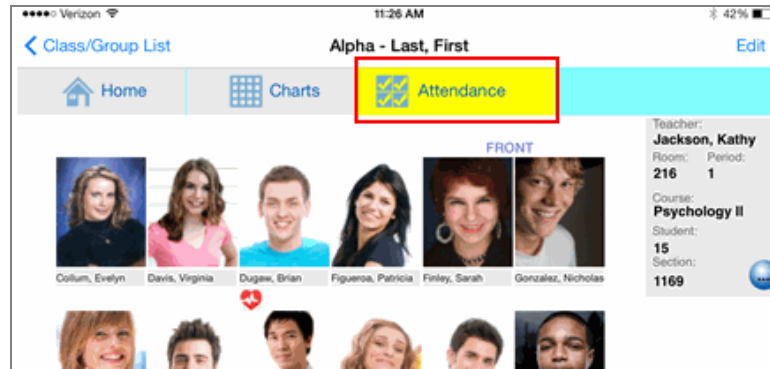 Verizon 11:26 AM 42%
Class/Group List Alpha - Last, First Edit
Home Charts Attendance
FRONT
Collum, Evelyn Davis, Virginia Dugaw, Brian Figueroa, Patricia Finley, Sarah Gonzalez, Nicholas
Teacher:
Jackson, Kathy
Room: Period:
216 1
Course:
Psychology II
Student:
15
Section:
1169